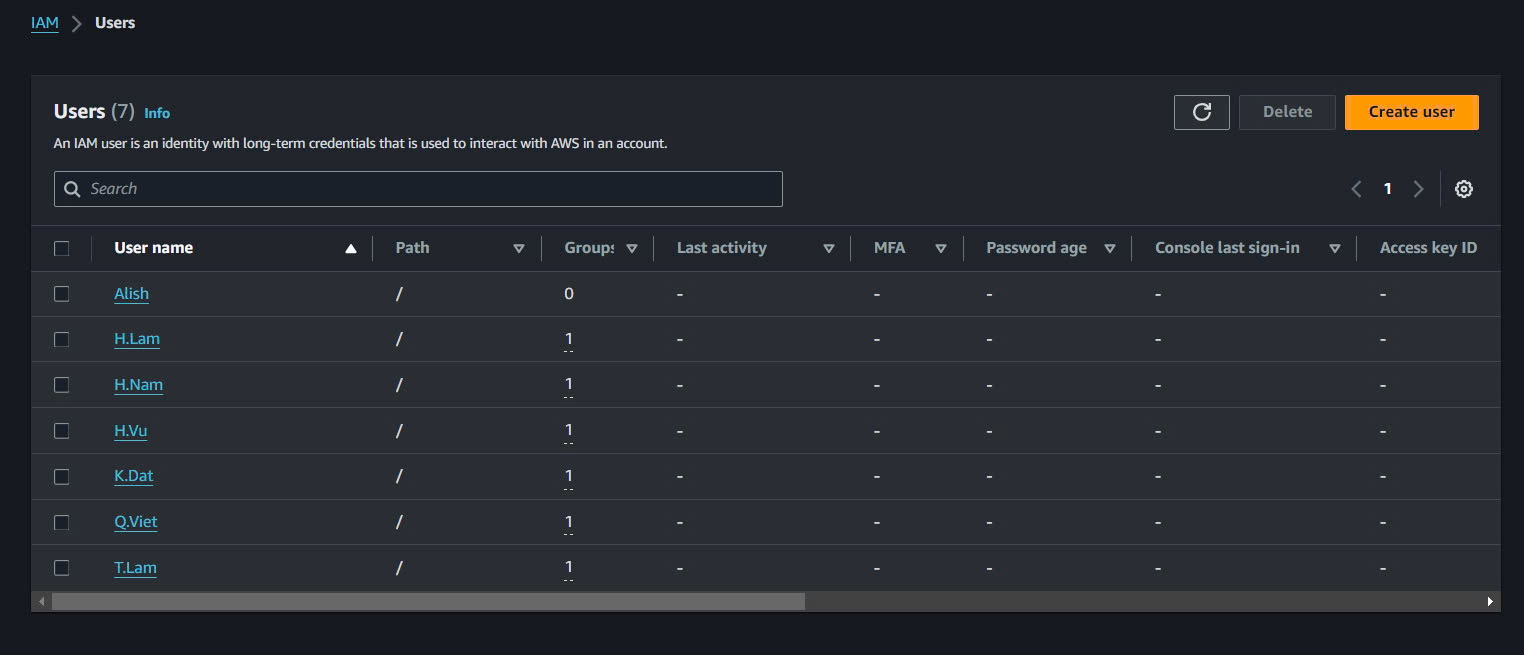 IAM > Users
Users (7) Info
Delete
Create user
An IAM user is an identity with long-term credentials that is used to interact with AWS in an account.
Search
1
User name Path Groups Last activity MFA Password age Console last sign-in Access key ID
Alish / 0 - - - - -
H.Lam / 1 - - - - -
H.Nam / 1 - - - - -
H.Vu / 1 - - - - -
K.Dat / 1 - - - - -
Q.Viet / 1 - - - - -
T.Lam / 1 - - - - -